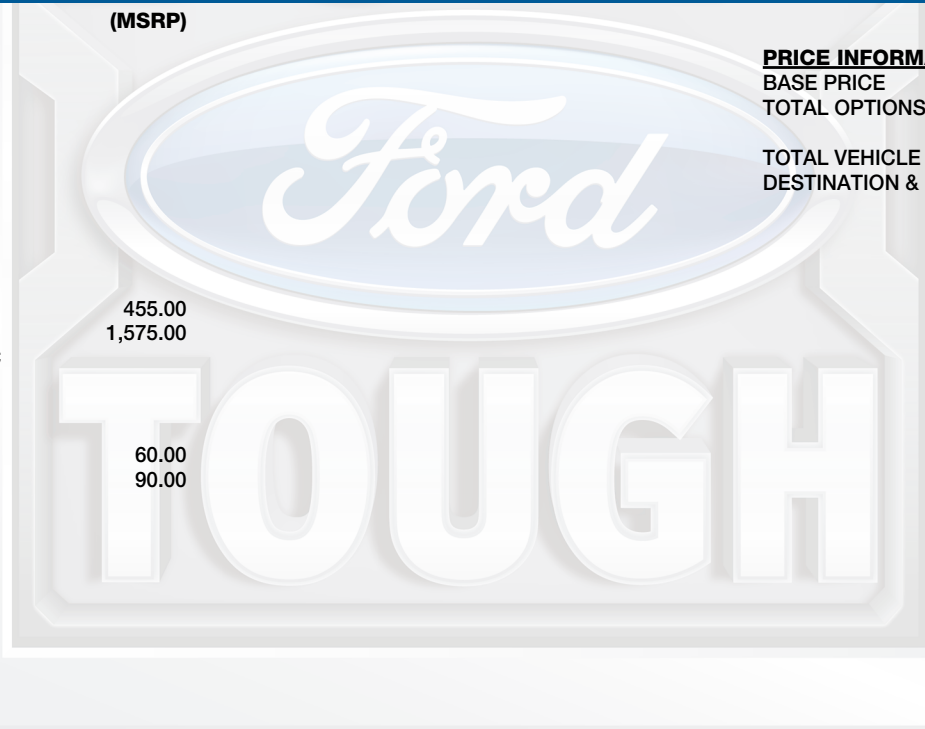 (MSRP)
PRICE INFORM
BASE PRICE
TOTAL OPTIONS
TOTAL VEHICLE
DESTINATION &
455.00
1,575.00
60.00
90.00
Ford
TOUGH